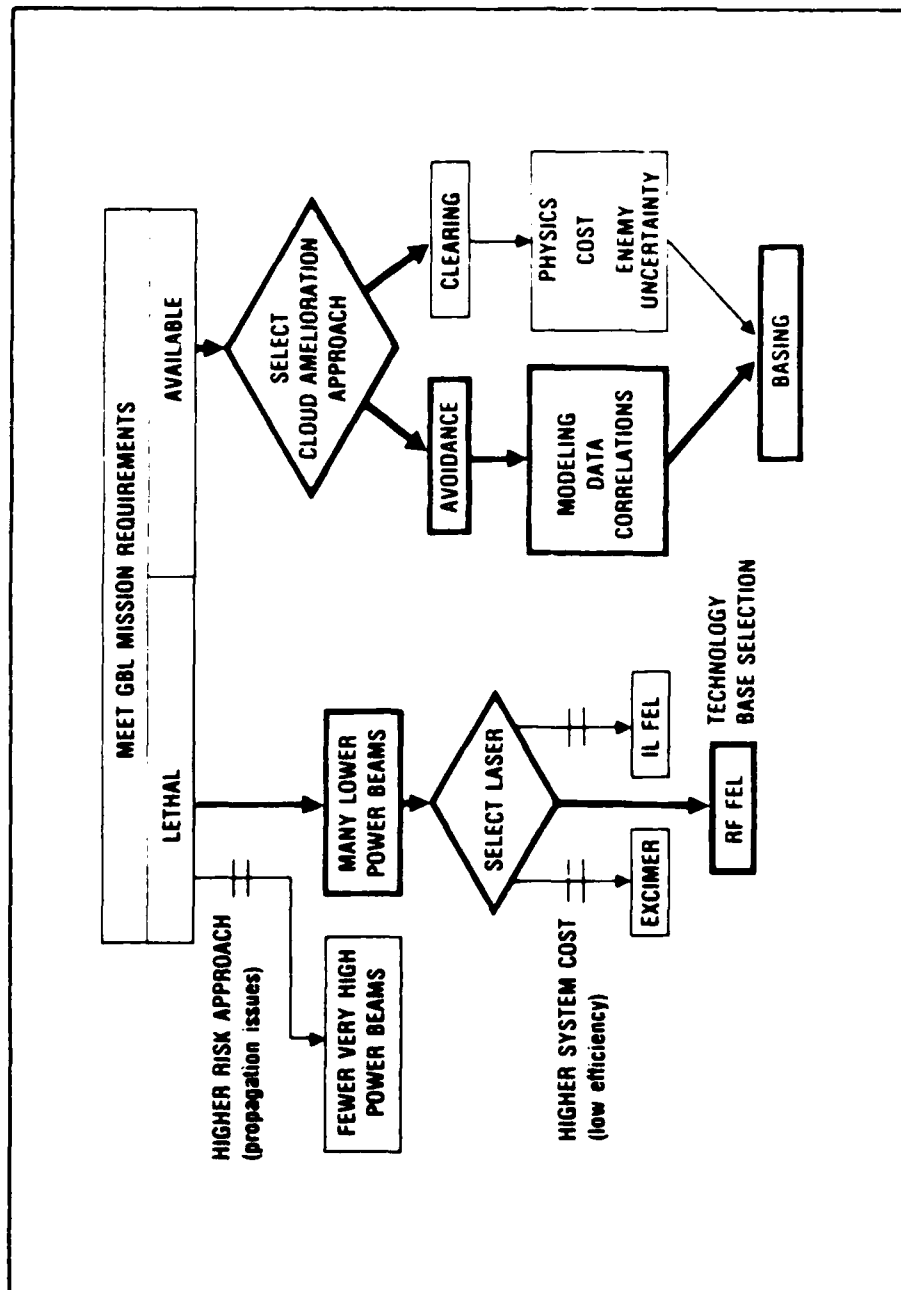 MEET GBL MISSION REQUIREMENTS
LETHAL
AVAILABLE
HIGHER RISK APPROACH
(propagation issues)
FEWER VERY HIGH
POWER BEAMS
MANY LOWER
POWER BEAMS
SELECT LASER
HIGHER SYSTEM COST
(low efficiency)
EXCIMER
RF FEL
IL FEL
TECHNOLOGY
BASE SELECTION
SELECT
CLOUD AMELIORATION
APPROACH
AVOIDANCE
CLEARING
MODELING
DATA
CORRELATIONS
PHYSICS
COST
ENEMY
UNCERTAINTY
BASING